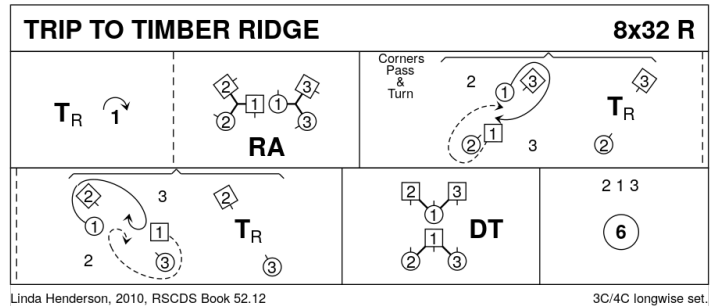 TRIP TO TIMBER RIDGE 8x32 R
TR 1
2 3
1 1
2 3
RA
Corners
Pass
&
Turn
2 3 3
1
TR
1
2 3 2
2 3 2
1 1
TR
2 3 3
2 3
1
1
2 3
DT
2 1 3
6
Linda Henderson, 2010, RSCDS Book 52.12 3C/4C longwise set.